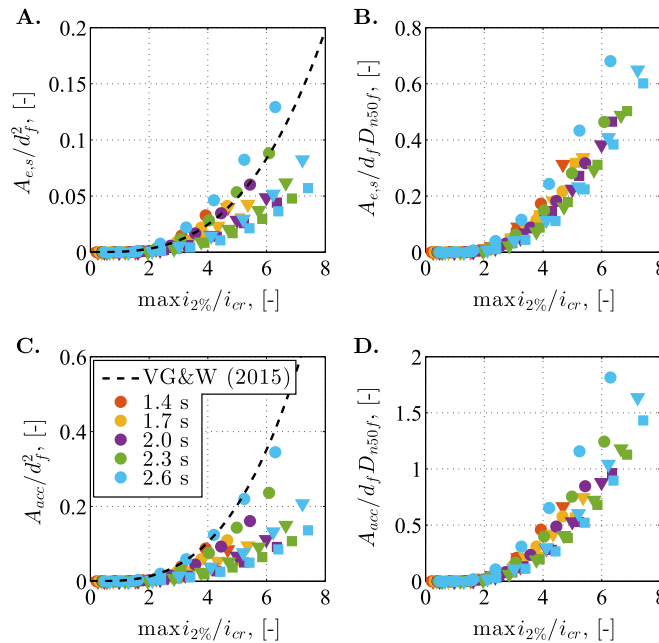 A.
0.2
0.15
0.1
0.05
0
A_{e,s}/d_f^2, [-]
0 2 4 6 8
max i_{2%}/i_{cr}, [-]
B.
0.8
0.6
0.4
0.2
0
A_{e,s}/d_f D_{n50f}, [-]
0 2 4 6 8
max i_{2%}/i_{cr}, [-]
C.
0.6
0.4
0.2
0
A_{acc}/d_f^2, [-]
VG&W (2015)
1.4 s
1.7 s
2.0 s
2.3 s
2.6 s
0 2 4 6 8
max i_{2%}/i_{cr}, [-]
D.
2
1.5
1
0.5
0
A_{acc}/d_f D_{n50f}, [-]
0 2 4 6 8
max i_{2%}/i_{cr}, [-]